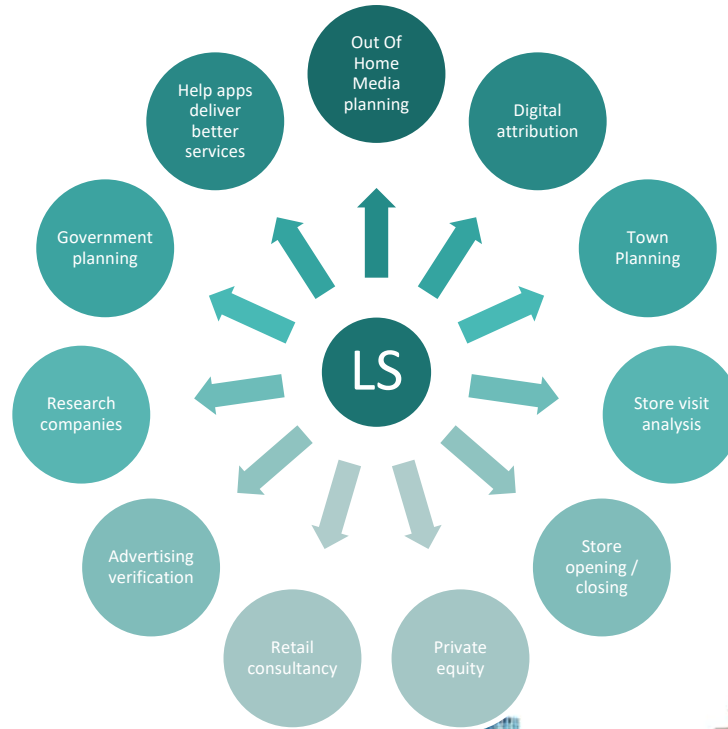 Out Of
Home
Media
planning
Digital
attribution
Town
Planning
Store visit
analysis
Store
opening /
closing
Private
equity
Retail
consultancy
Advertising
verification
Research
companies
Government
planning
Help apps
deliver
better
services
LS